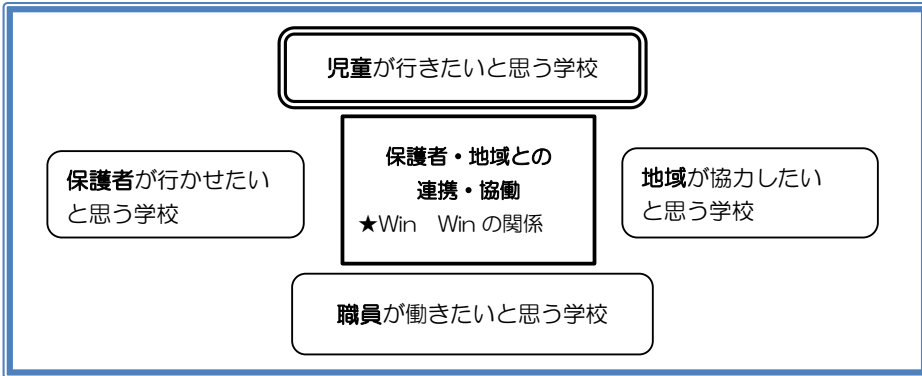 児童が行きたいと思う学校
保護者・地域との
連携・協働
★Win　Win の関係
保護者が行かせたい
と思う学校
地域が協力したい
と思う学校
職員が働きたいと思う学校